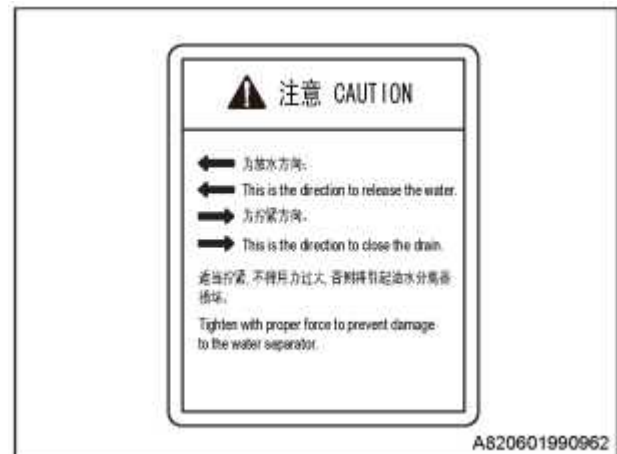 注意 CAUTION
为放水方向。
This is the direction to release the water.
为拧紧方向。
This is the direction to close the drain.
适当拧紧,不得用力过大,否则将引起油水分离器
损坏。
Tighten with proper force to prevent damage
to the water separator.
A820601990962